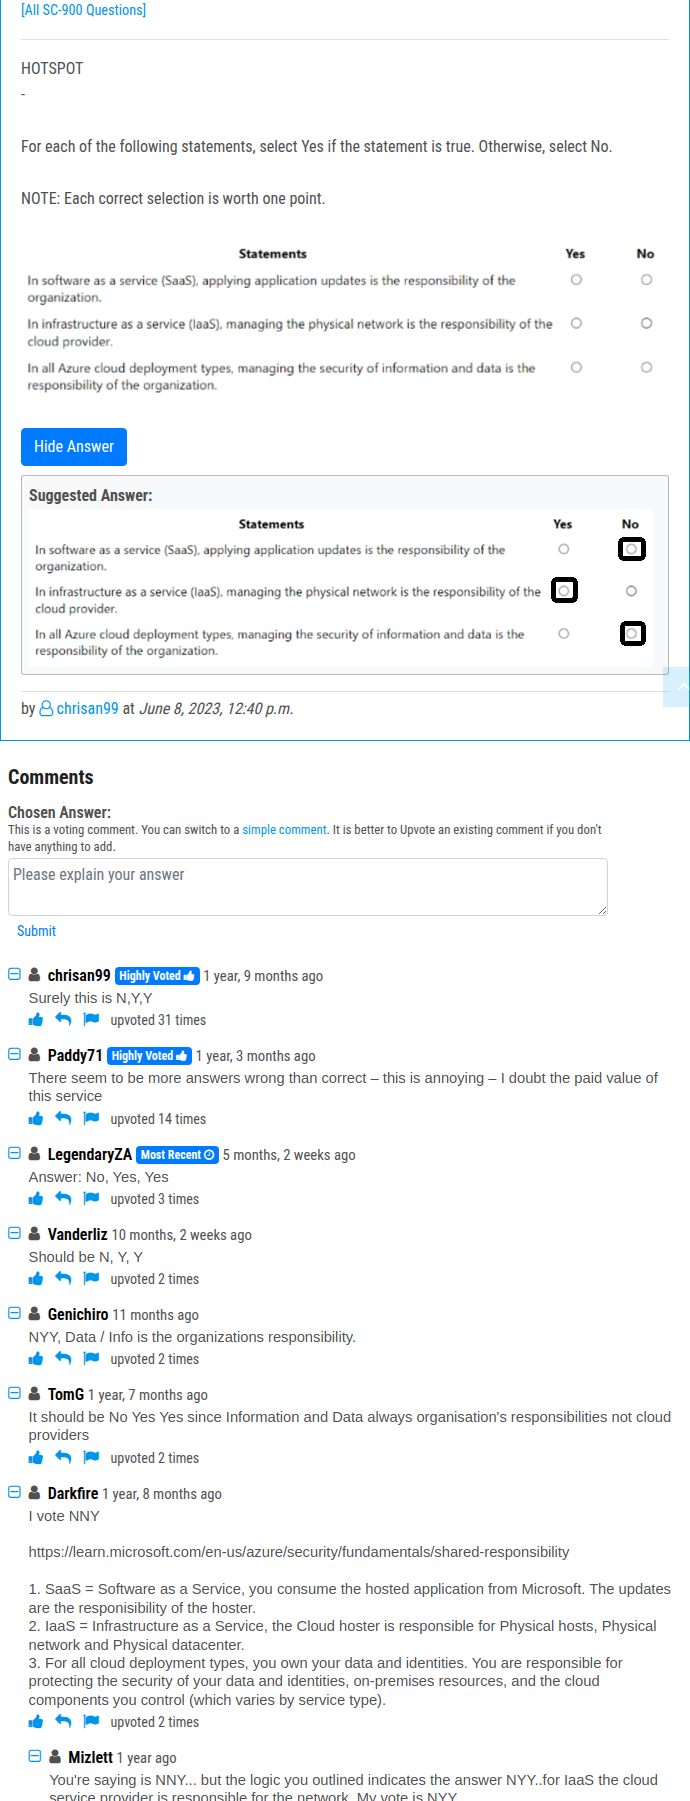 [All SC-900 Questions]
HOTSPOT
-
For each of the following statements, select Yes if the statement is true. Otherwise, select No.
NOTE: Each correct selection is worth one point.
Statements Yes No
In software as a service (SaaS), applying application updates is the responsibility of the
organization.
In infrastructure as a service (IaaS), managing the physical network is the responsibility of the
cloud provider.
In all Azure cloud deployment types, managing the security of information and data is the
responsibility of the organization.
Hide Answer
Suggested Answer:
Statements Yes No
In software as a service (SaaS), applying application updates is the responsibility of the
organization.
In infrastructure as a service (IaaS), managing the physical network is the responsibility of the
cloud provider.
In all Azure cloud deployment types, managing the security of information and data is the
responsibility of the organization.
by chrisan99 at June 8, 2023, 12:40 p.m.
Comments
Chosen Answer:
This is a voting comment. You can switch to a simple comment. It is better to Upvote an existing comment if you don't
have anything to add.
Please explain your answer
Submit
chrisan99 Highly Voted 1 year, 9 months ago
Surely this is N,Y,Y
upvoted 31 times
Paddy71 Highly Voted 1 year, 3 months ago
There seem to be more answers wrong than correct – this is annoying – I doubt the paid value of
this service
upvoted 14 times
LegendaryZA Most Recent 5 months, 2 weeks ago
Answer: No, Yes, Yes
upvoted 3 times
Vanderliz 10 months, 2 weeks ago
Should be N, Y, Y
upvoted 2 times
Genichiro 11 months ago
NYY, Data / Info is the organizations responsibility.
upvoted 2 times
TomG 1 year, 7 months ago
It should be No Yes Yes since Information and Data always organisation's responsibilities not cloud
providers
upvoted 2 times
Darkfire 1 year, 8 months ago
I vote NNY
https://learn.microsoft.com/en-us/azure/security/fundamentals/shared-responsibility
1. SaaS = Software as a Service, you consume the hosted application from Microsoft. The updates
are the responisibility of the hoster.
2. IaaS = Infrastructure as a Service, the Cloud hoster is responsible for Physical hosts, Physical
network and Physical datacenter.
3. For all cloud deployment types, you own your data and identities. You are responsible for
protecting the security of your data and identities, on-premises resources, and the cloud
components you control (which varies by service type).
upvoted 2 times
Mizlett 1 year ago
You're saying is NNY... but the logic you outlined indicates the answer NYY..for IaaS the cloud
service provider is responsible for the network. My vote is NYY